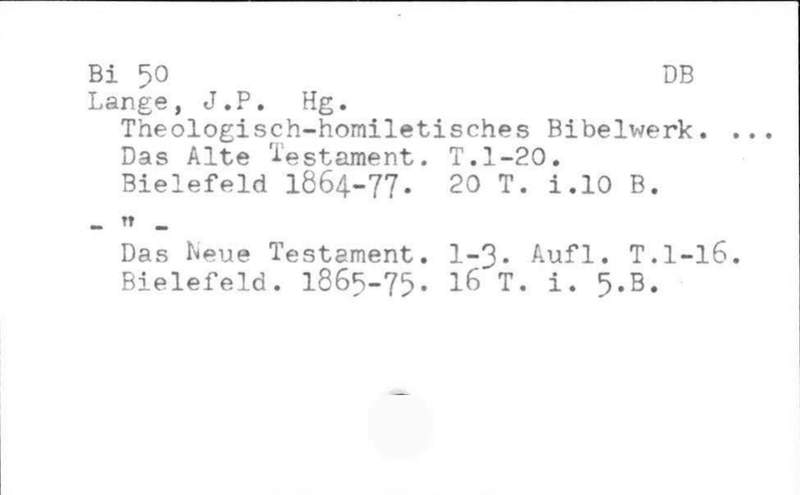 Bi 50 DB
Lange, J.P. Hg.
Theologisch-homiletisches Bibelwerk. ...
Das Alte Testament. T.1-20.
Bielefeld 1864-77. 20 T. i.10 B.
- " -
Das Neue Testament. 1-3. Aufl. T.1-16.
Bielefeld. 1865-75. 16 T. i. 5.B.